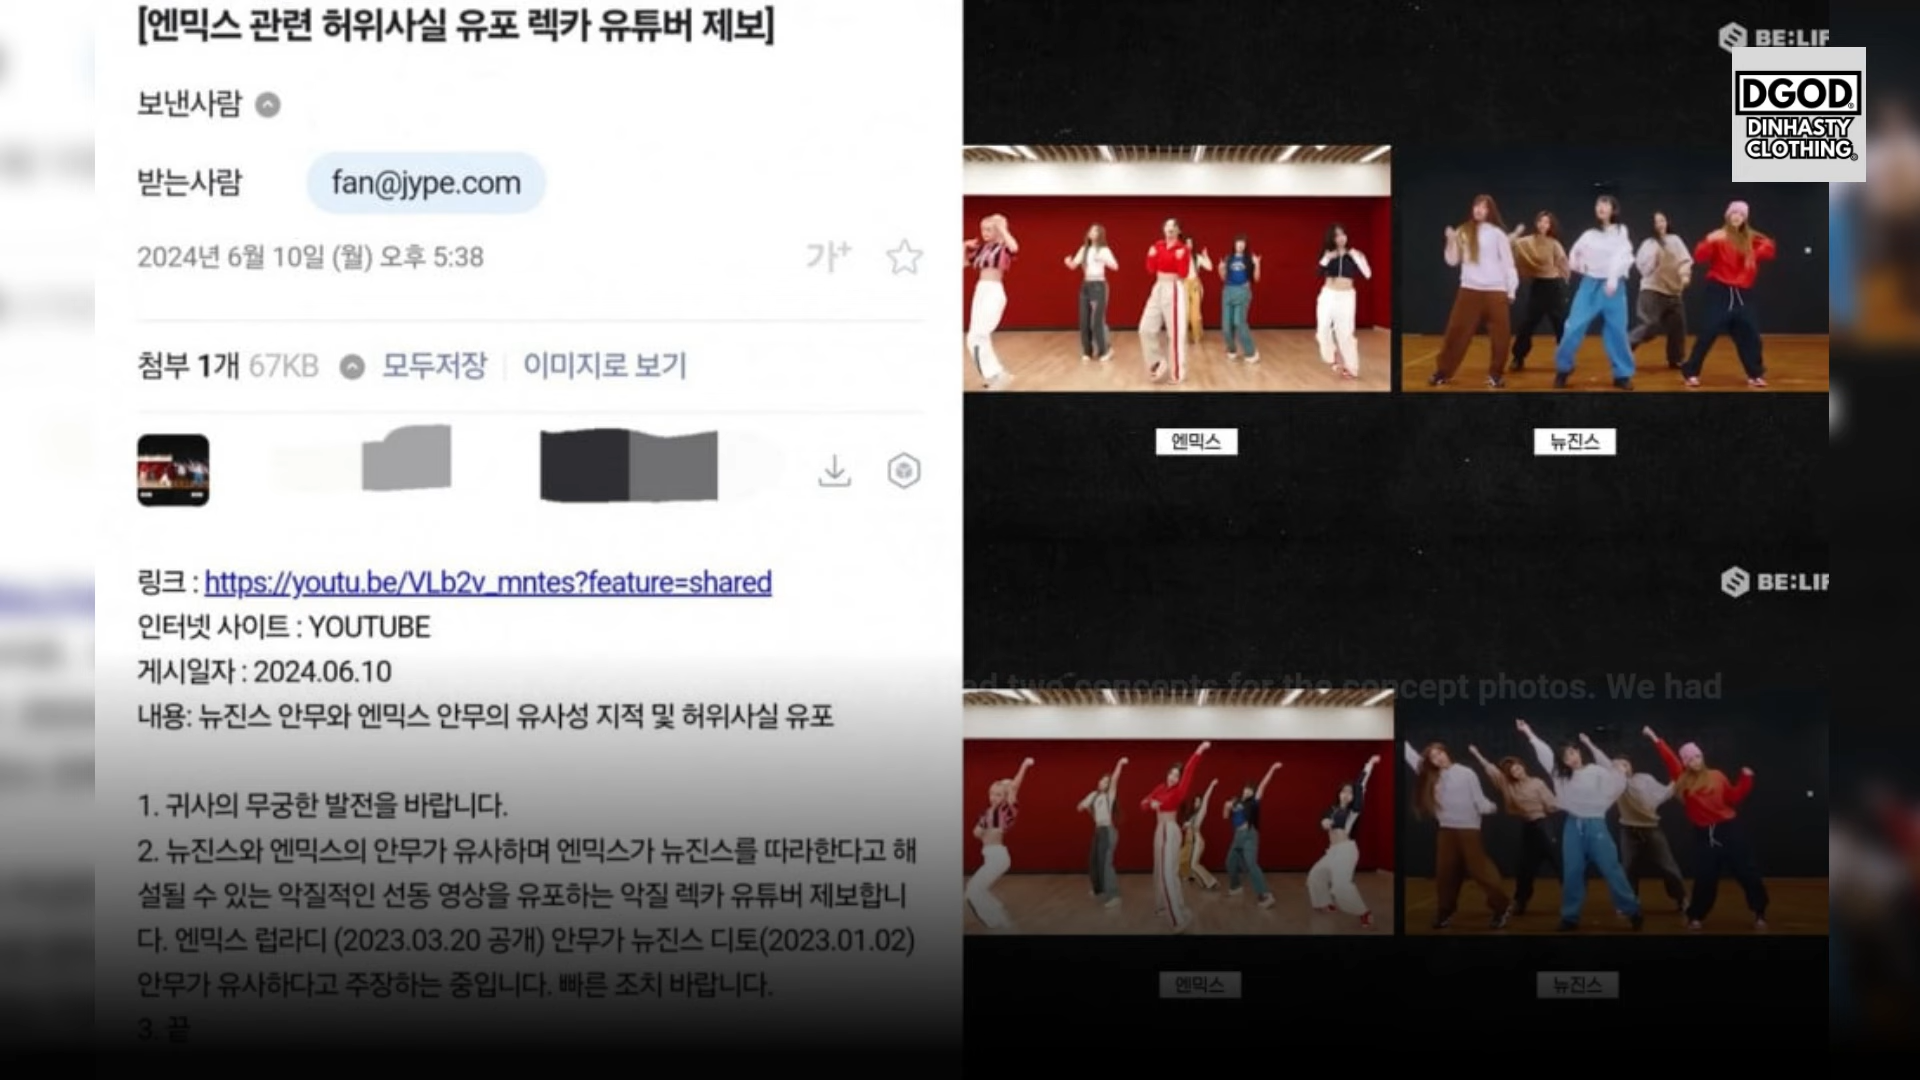 [엔믹스 관련 허위사실 유포 렉카 유튜버 제보]
보낸사람
받는사람 fan@jype.com
2024년 6월 10일 (월) 오후 5:38
가+
첨부 1개 67KB 모두저장 이미지로 보기
링크 : https://youtu.be/VLb2v_mntes?feature=shared
인터넷 사이트 : YOUTUBE
게시일자 : 2024.06.10
내용: 뉴진스 안무와 엔믹스 안무의 유사성 지적 및 허위사실 유포
1. 귀사의 무궁한 발전을 바랍니다.
2. 뉴진스와 엔믹스의 안무가 유사하며 엔믹스가 뉴진스를 따라한다고 해
설될 수 있는 악질적인 선동 영상을 유포하는 악질 렉카 유튜버 제보합니
다. 엔믹스 럽라디 (2023.03.20 공개) 안무가 뉴진스 디토(2023.01.02)
안무가 유사하다고 주장하는 중입니다. 빠른 조치 바랍니다.
3. 끝
BE:LIF
DGOD
DINHASTY
CLOTHING
엔믹스
뉴진스
BE:LIF
two concepts for the concept photos. We had
엔믹스
뉴진스